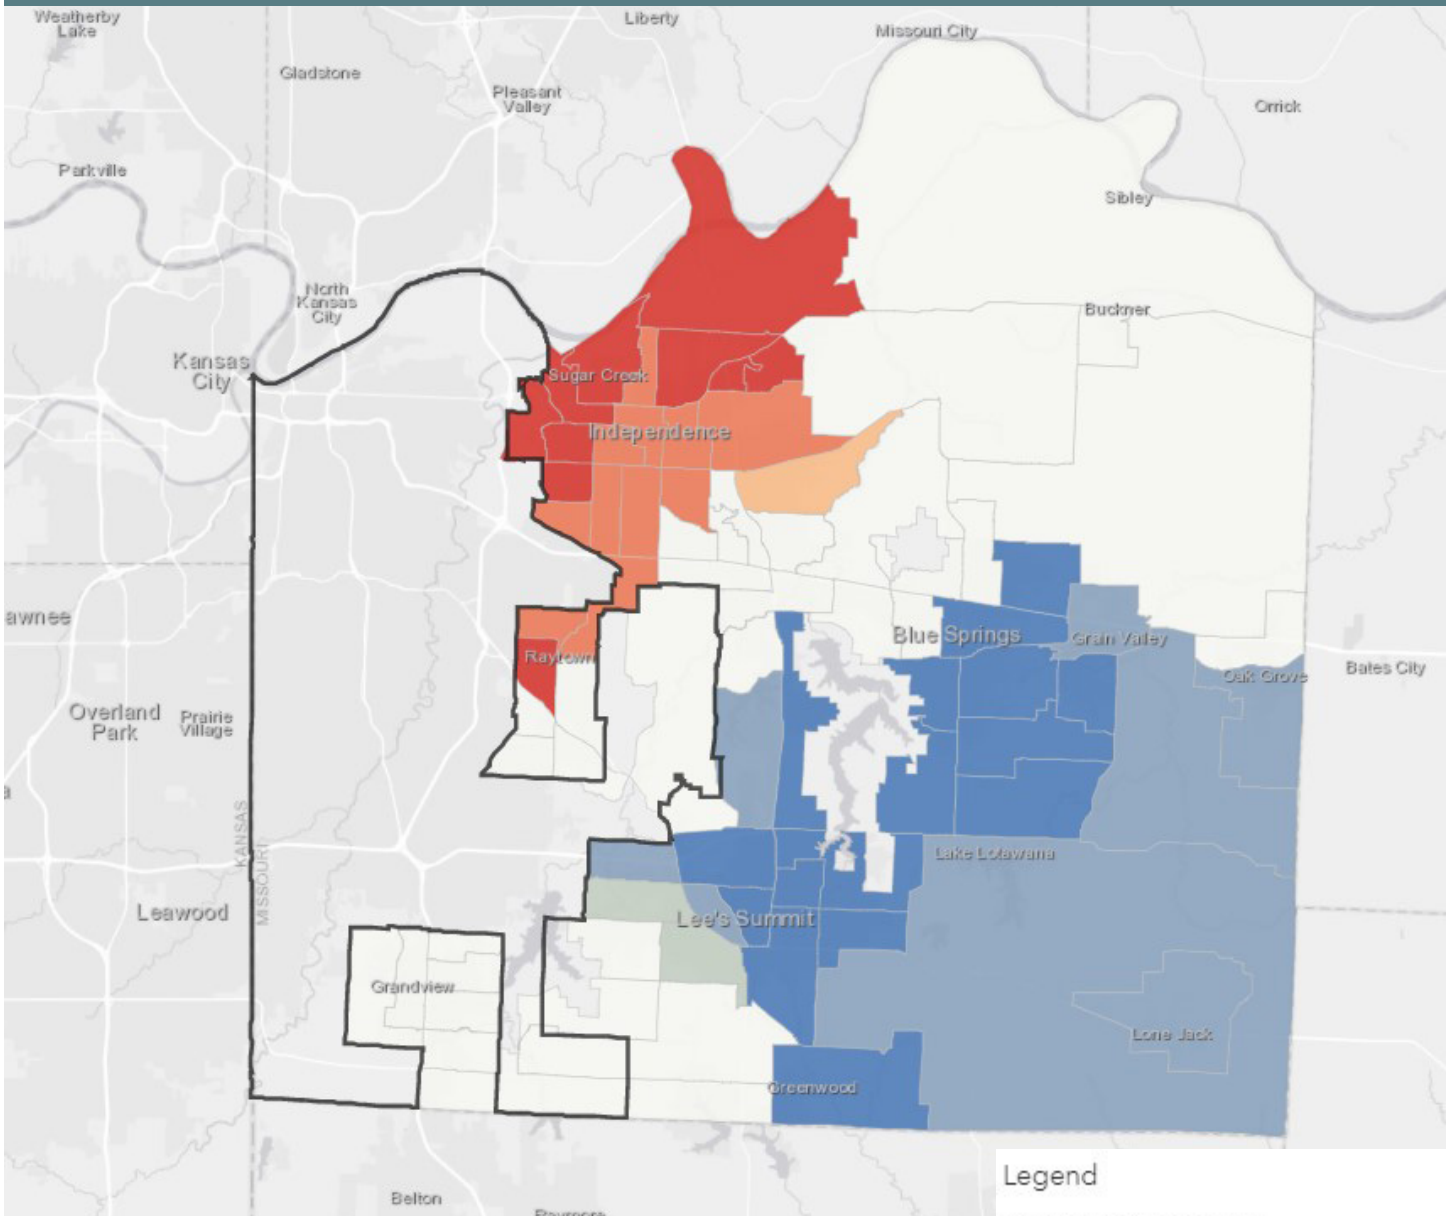 Weatherby
Lake
Liberty
Missouri City
Gladstone
Pleasant
Valley
Orrick
Parkville
Sibley
North
Kansas
City
Buckner
Kansas
City
Sugar Creek
Independence
awnee
Blue Springs
Grain Valley
Raytown
Bates City
Oak Grove
Overland
Park
Prairie
Village
a
KANSAS
MISSOURI
Lake Lotawana
Leawood
Lee's Summit
Grandview
Lone Jack
Greenwood
Legend
Belton
Raymore